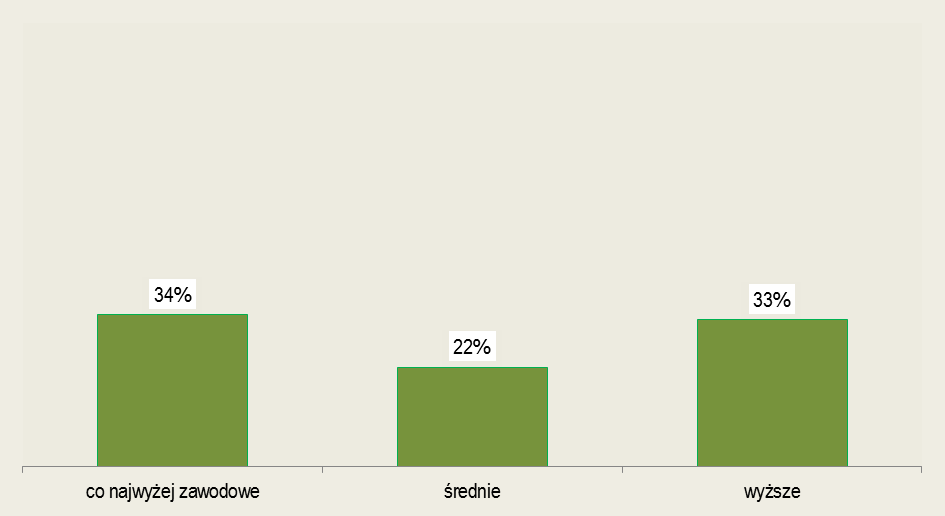 34%
22%
33%
co najwyżej zawodowe
średnie
wyższe